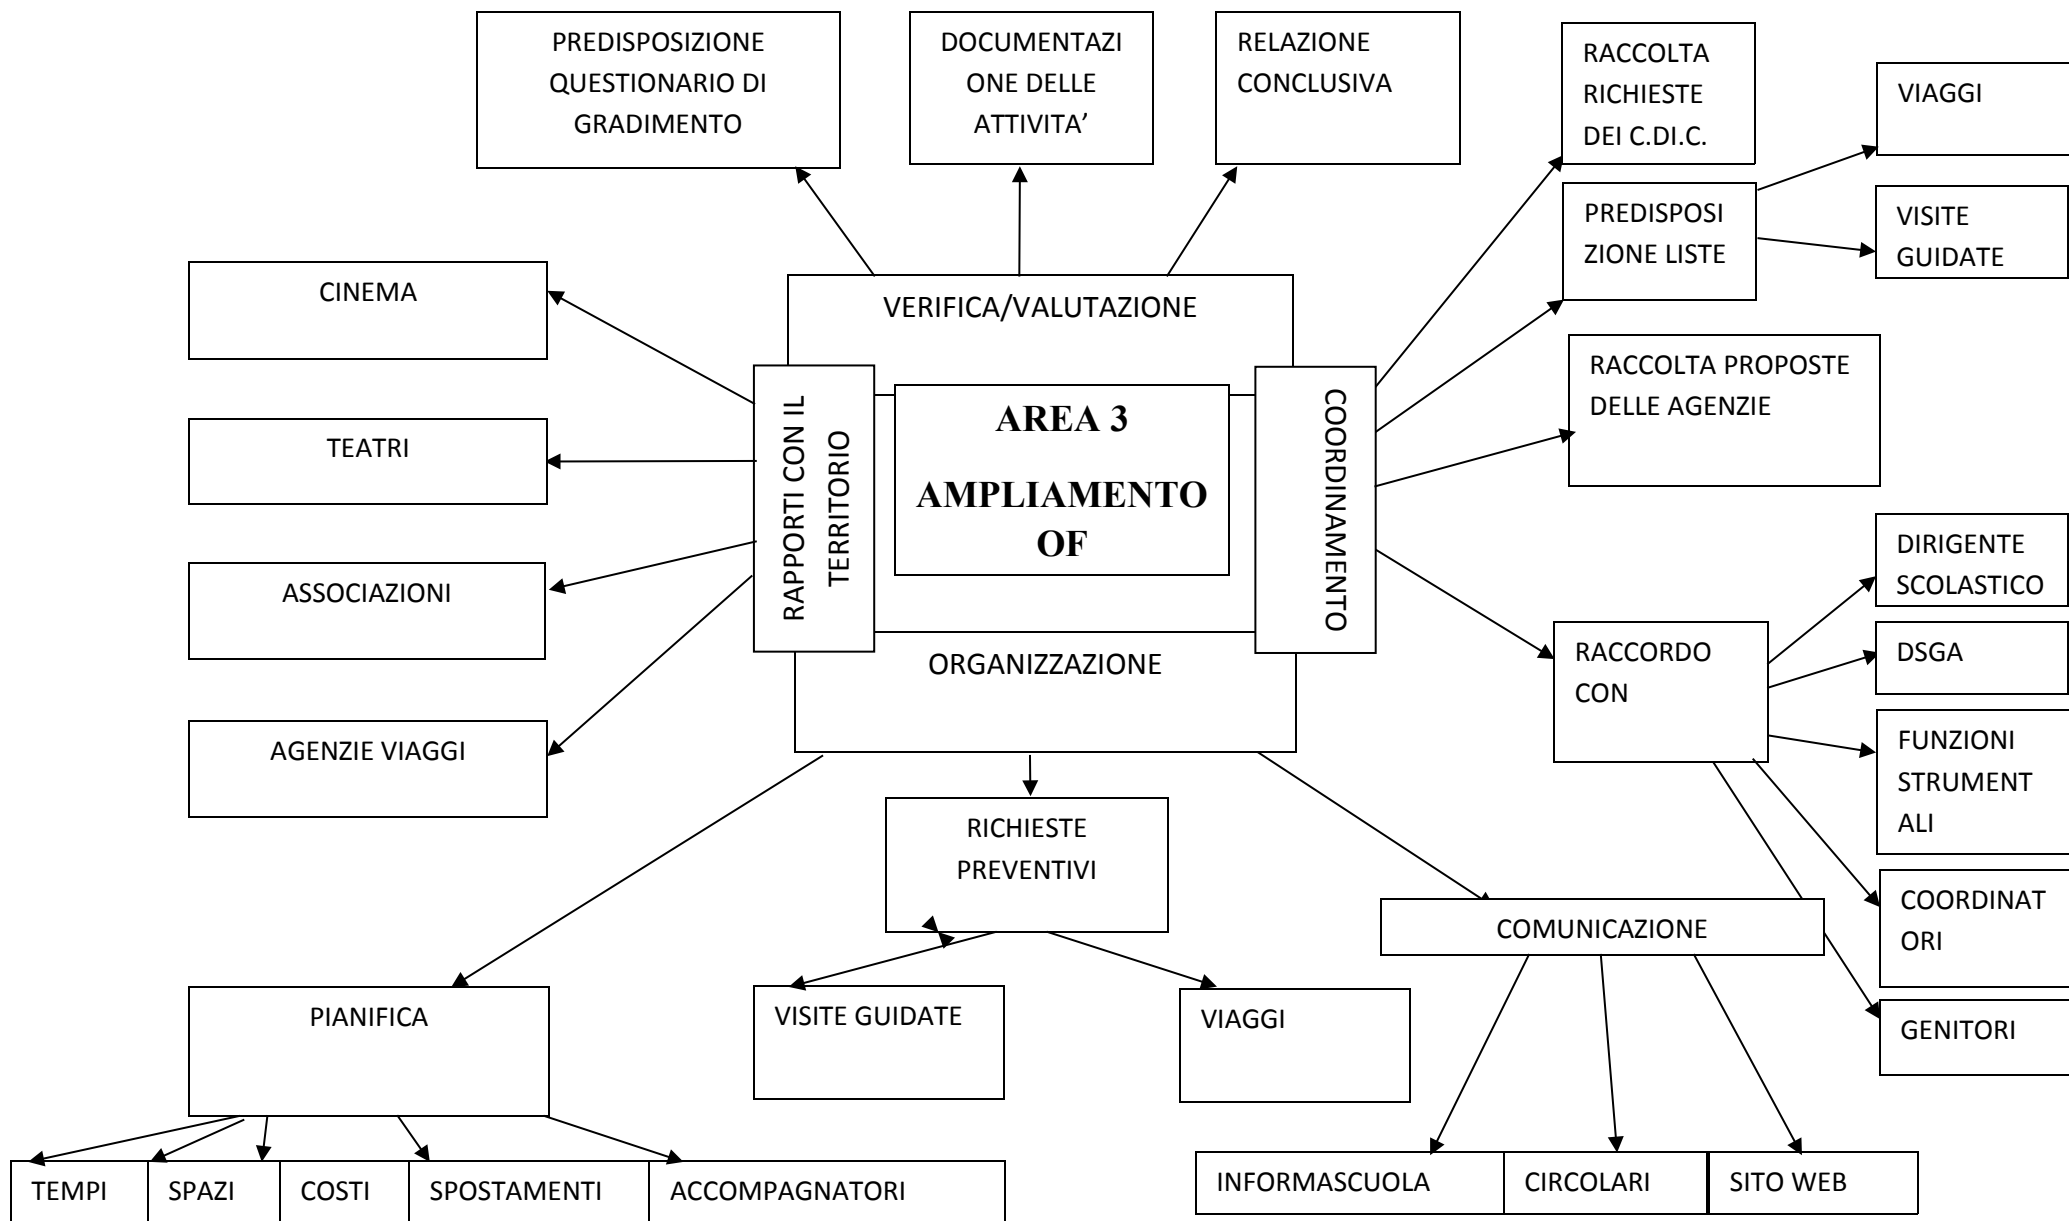 PREDISPOSIZIONE
QUESTIONARIO DI
GRADIMENTO
DOCUMENTAZI
ONE DELLE
ATTIVITA’
RELAZIONE
CONCLUSIVA
RACCOLTA
RICHIESTE
DEI C.DI.C.
VIAGGI
PREDISPOSI
ZIONE LISTE
VISITE
GUIDATE
CINEMA
VERIFICA/VALUTAZIONE
RACCOLTA PROPOSTE
DELLE AGENZIE
TEATRI
RAPPORTI CON IL
TERRITORIO
AREA 3
AMPLIAMENTO
OF
COORDINAMENTO
ASSOCIAZIONI
DIRIGENTE
SCOLASTICO
ORGANIZZAZIONE
RACCORDO
CON
DSGA
AGENZIE VIAGGI
FUNZIONI
STRUMENT
ALI
RICHIESTE
PREVENTIVI
COORDINAT
ORI
COMUNICAZIONE
PIANIFICA
VISITE GUIDATE
VIAGGI
GENITORI
TEMPI
SPAZI
COSTI
SPOSTAMENTI
ACCOMPAGNATORI
INFORMASCUOLA
CIRCOLARI
SITO WEB